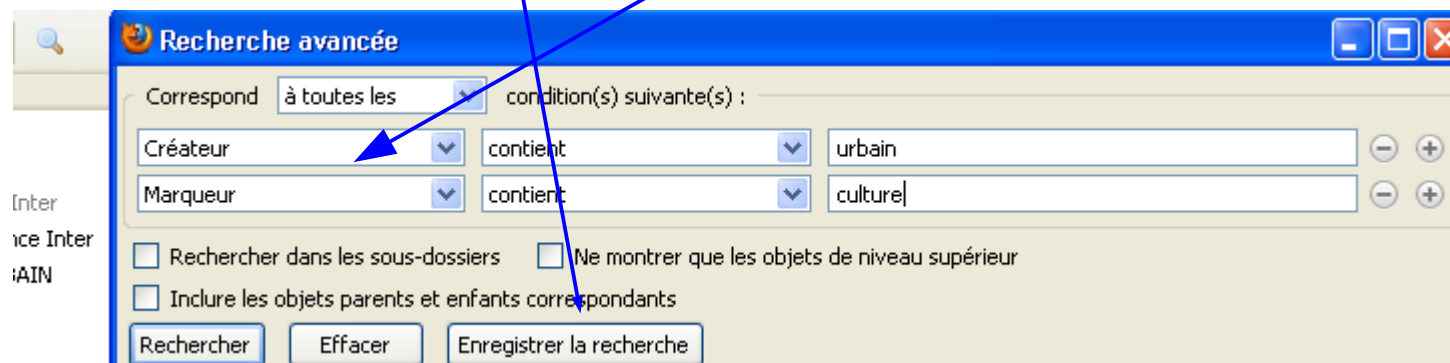 Recherche avancée
Correspond à toutes les condition(s) suivante(s) :
Créateur contient urbain
Marqueur contient culture
Inter
nce Inter
BAIN
Rechercher dans les sous-dossiers Ne montrer que les objets de niveau supérieur
Inclure les objets parents et enfants correspondants
Rechercher Effacer Enregistrer la recherche